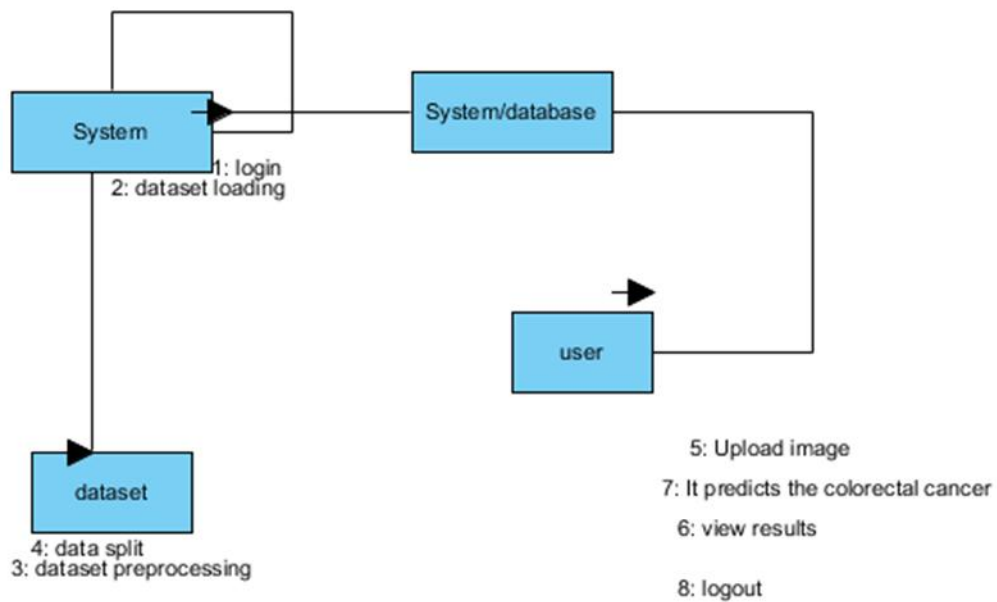 System
System/database
1: login
2: dataset loading
user
dataset
4: data split
3: dataset preprocessing
5: Upload image
7: It predicts the colorectal cancer
6: view results
8: logout